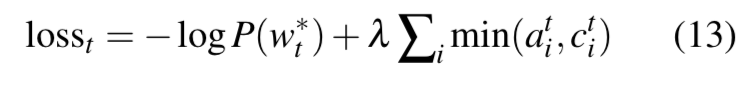 loss_t = −log P(w_t^*) + λ ∑_i min(a_i^t, c_i^t) (13)